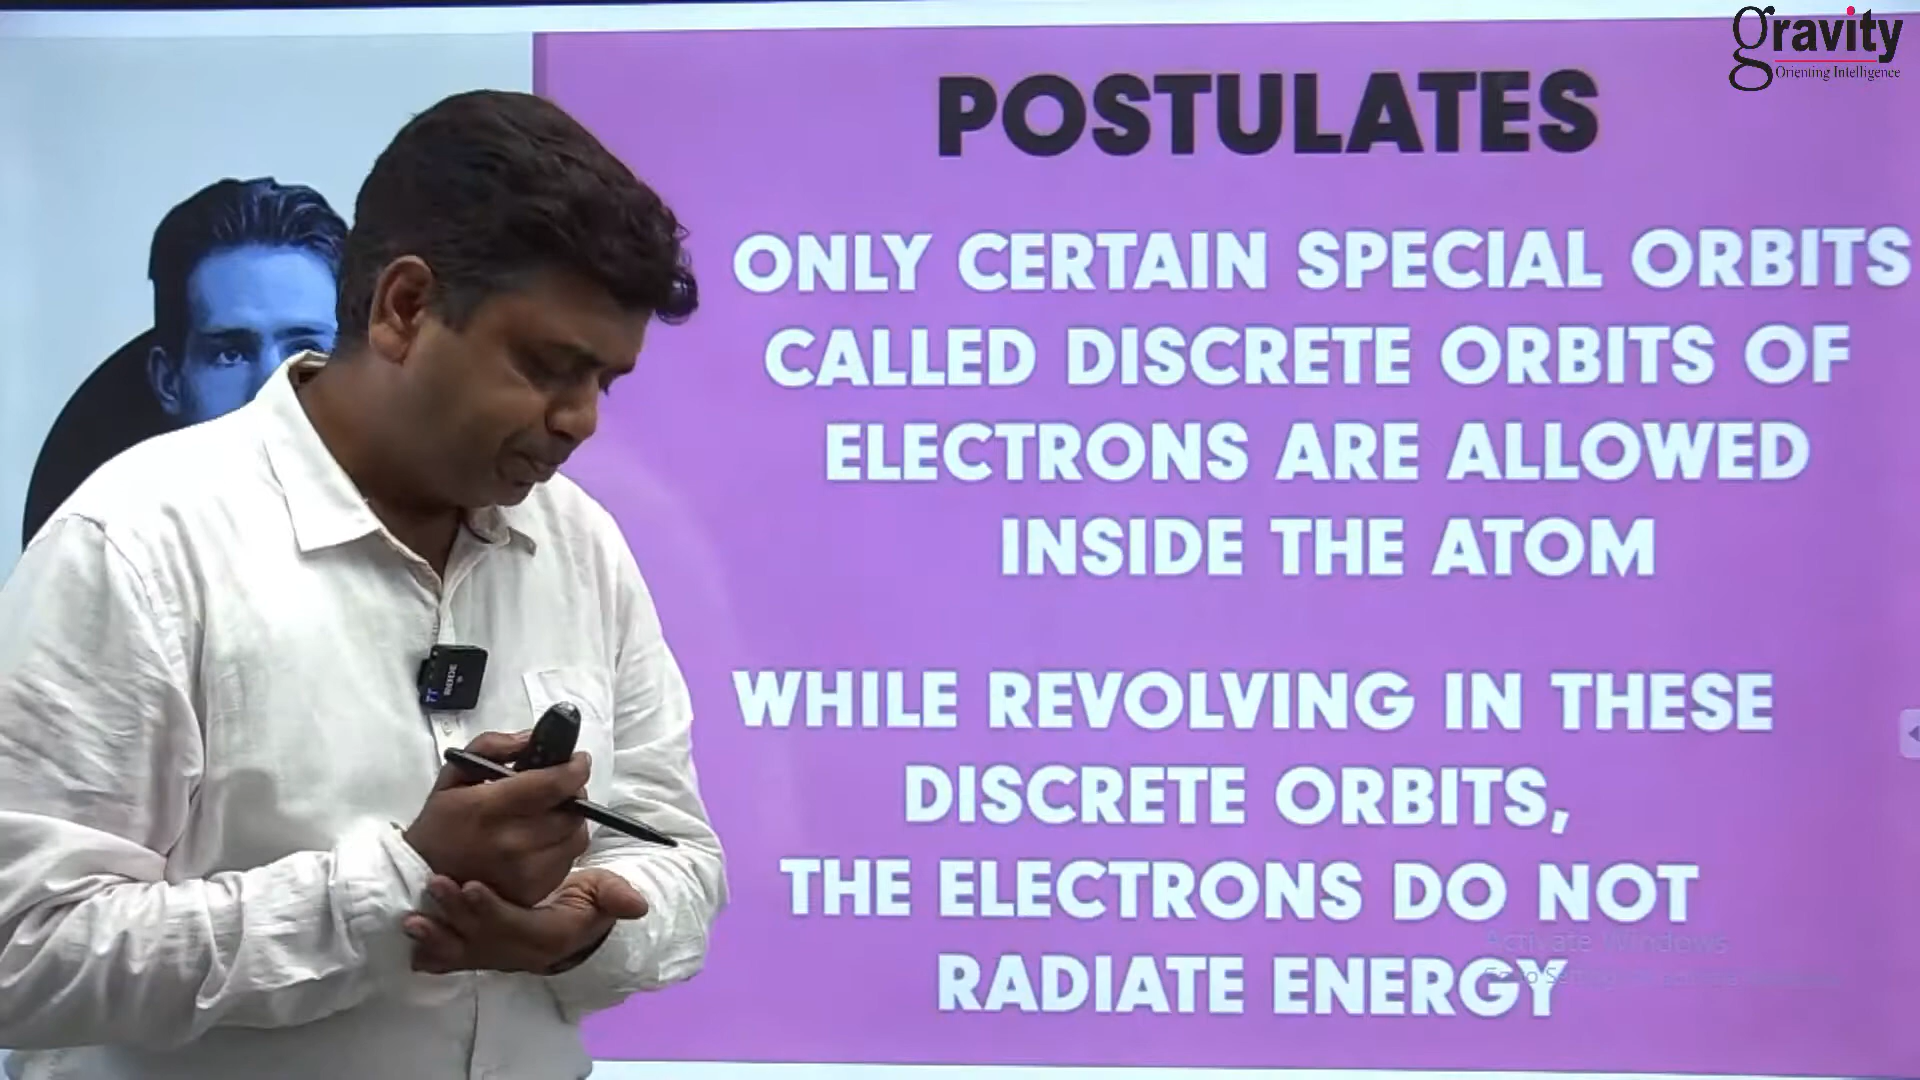 gravity
Orienting Intelligence
POSTULATES
ONLY CERTAIN SPECIAL ORBITS
CALLED DISCRETE ORBITS OF
ELECTRONS ARE ALLOWED
INSIDE THE ATOM
WHILE REVOLVING IN THESE
DISCRETE ORBITS,
THE ELECTRONS DO NOT
RADIATE ENERGY
Activate Windows
RODE